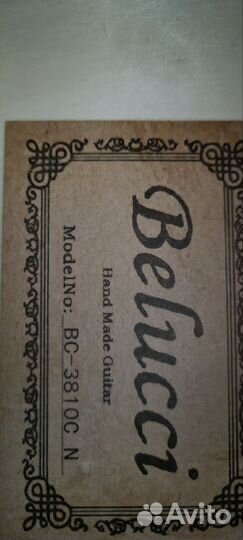 Belucci
Hand Made Guitar
ModelNo: BC-3810C N
Avito